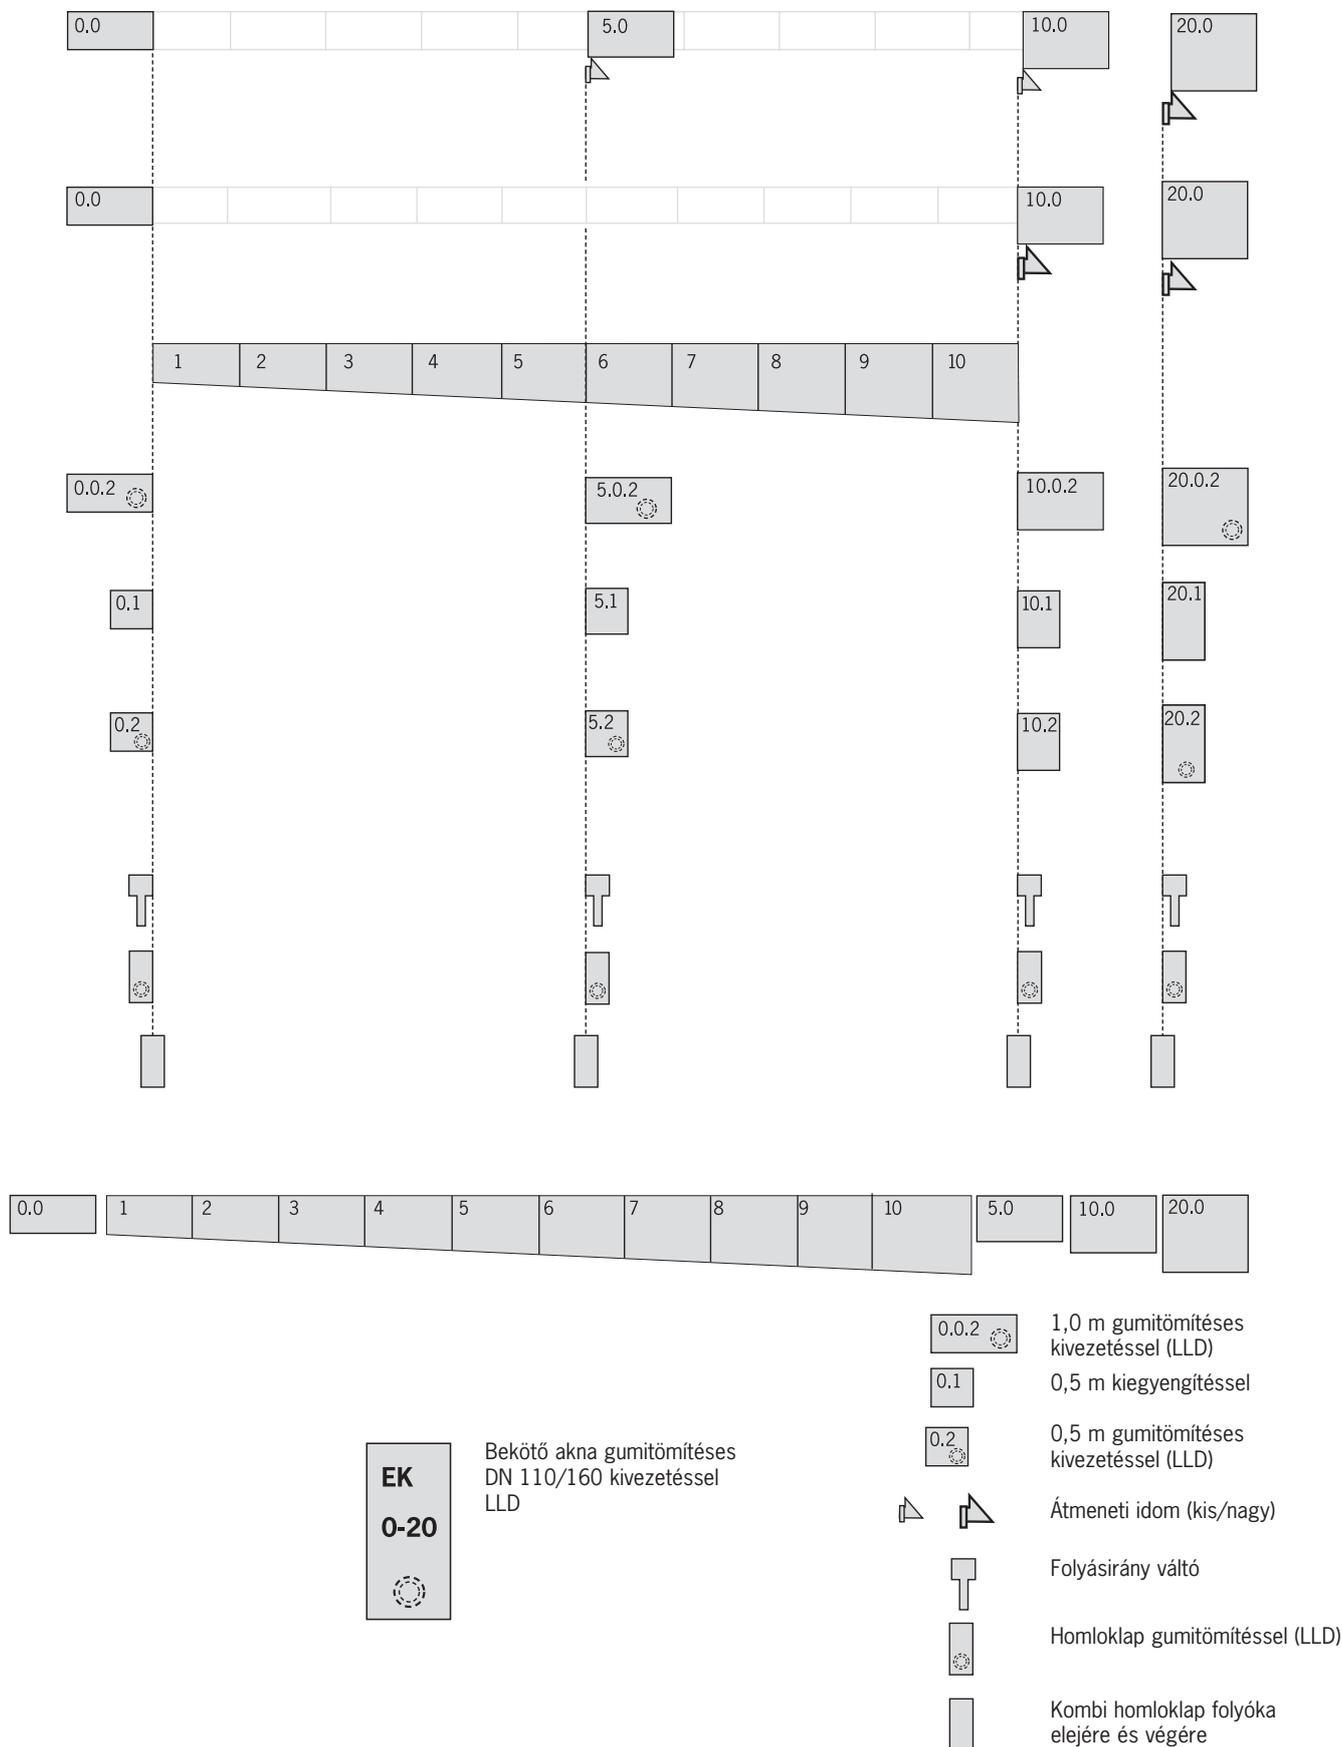 0.0
5.0
10.0
20.0
0.0
10.0
20.0
1 2 3 4 5 6 7 8 9 10
0.0.2
5.0.2
10.0.2
20.0.2
0.1
5.1
10.1
20.1
0.2
5.2
10.2
20.2
0.0 1 2 3 4 5 6 7 8 9 10 5.0 10.0 20.0
0.0.2
1,0 m gumitömítéses
kivezetéssel (LLD)
0.1
0,5 m kiegyengítéssel
0.2
0,5 m gumitömítéses
kivezetéssel (LLD)
EK
0-20
Bekötő akna gumitömítéses
DN 110/160 kivezetéssel
LLD
Átmeneti idom (kis/nagy)
Folyásirány váltó
Homloklap gumitömítéssel (LLD)
Kombi homloklap folyóka
elejére és végére